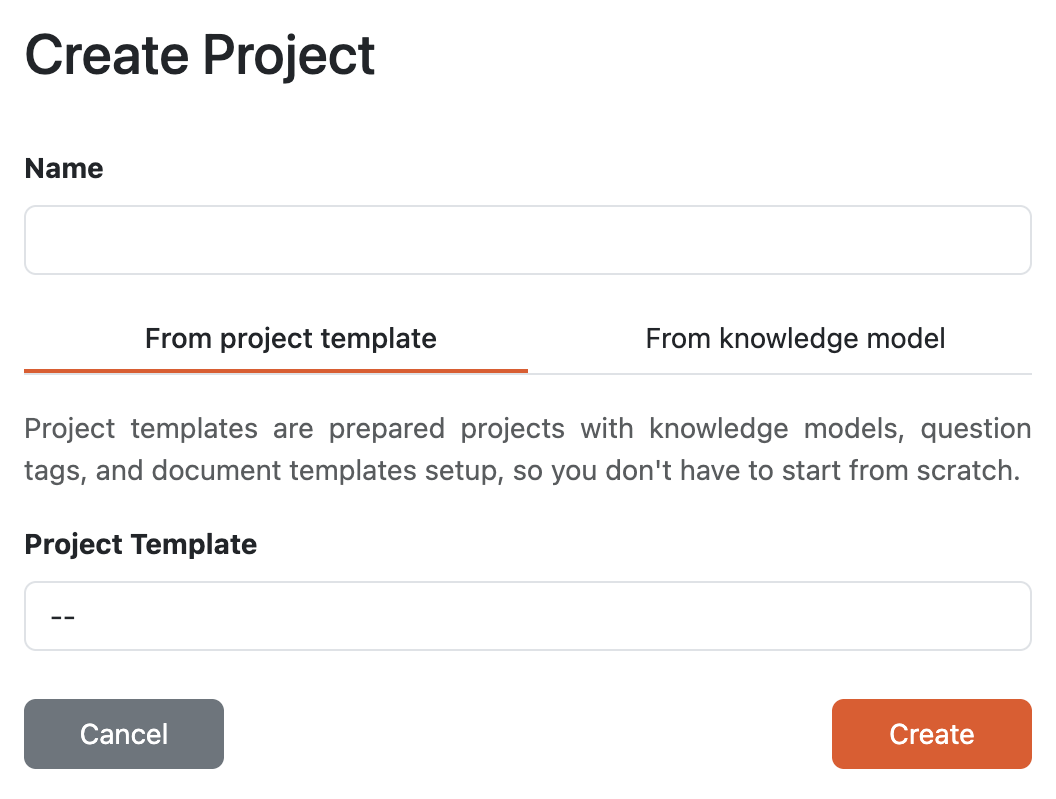 Create Project
Name
From project template
From knowledge model
Project templates are prepared projects with knowledge models, question
tags, and document templates setup, so you don't have to start from scratch.
Project Template
--
Cancel
Create